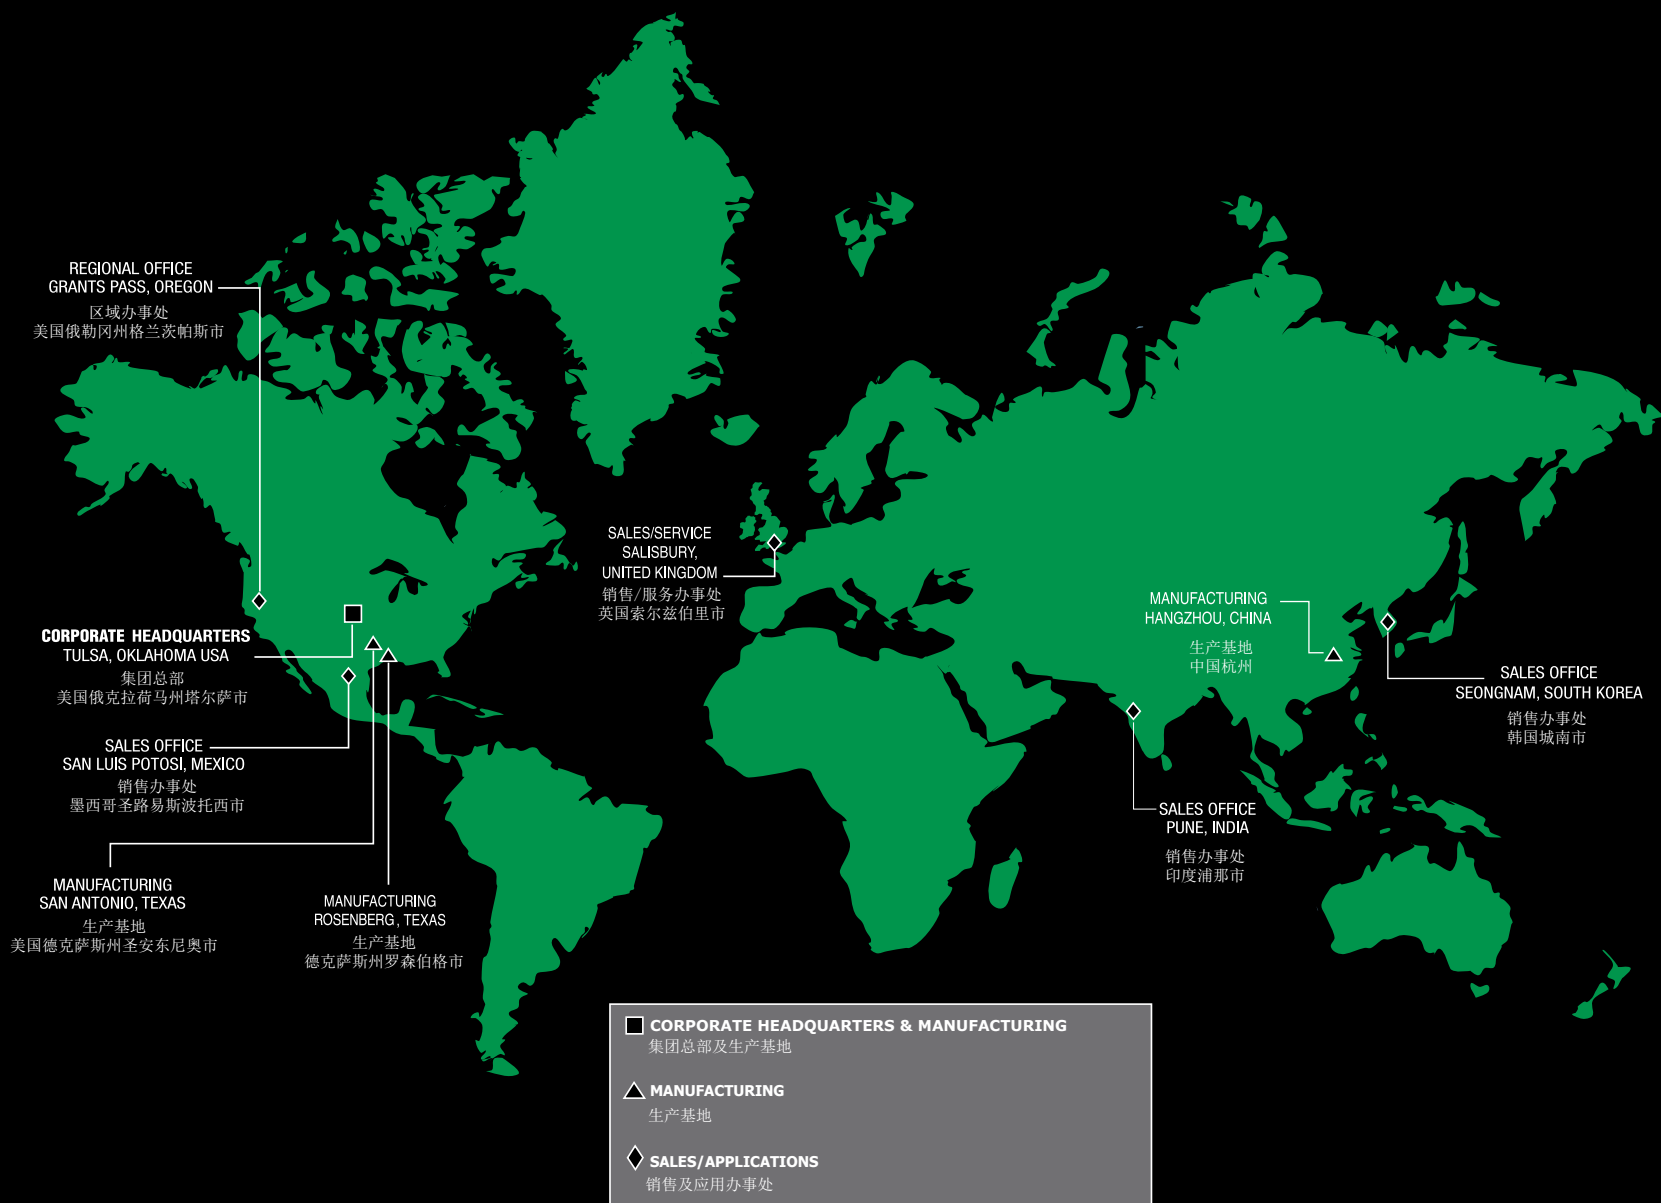 REGIONAL OFFICE
GRANTS PASS, OREGON
区域办事处
美国俄勒冈州格兰茨帕斯市
CORPORATE HEADQUARTERS
TULSA, OKLAHOMA USA
集团总部
美国俄克拉荷马州塔尔萨市
SALES OFFICE
SAN LUIS POTOSI, MEXICO
销售办事处
墨西哥圣路易斯波托西市
MANUFACTURING
SAN ANTONIO, TEXAS
生产基地
美国德克萨斯州圣安东尼奥市
MANUFACTURING
ROSENBERG, TEXAS
生产基地
德克萨斯州罗森伯格市
SALES/SERVICE
SALISBURY,
UNITED KINGDOM
销售/服务办事处
英国索尔兹伯里市
MANUFACTURING
HANGZHOU, CHINA
生产基地
中国杭州
SALES OFFICE
SEONGNAM, SOUTH KOREA
销售办事处
韩国城南市
SALES OFFICE
PUNE, INDIA
销售办事处
印度浦那市
CORPORATE HEADQUARTERS & MANUFACTURING
集团总部及生产基地
MANUFACTURING
生产基地
SALES/APPLICATIONS
销售及应用办事处